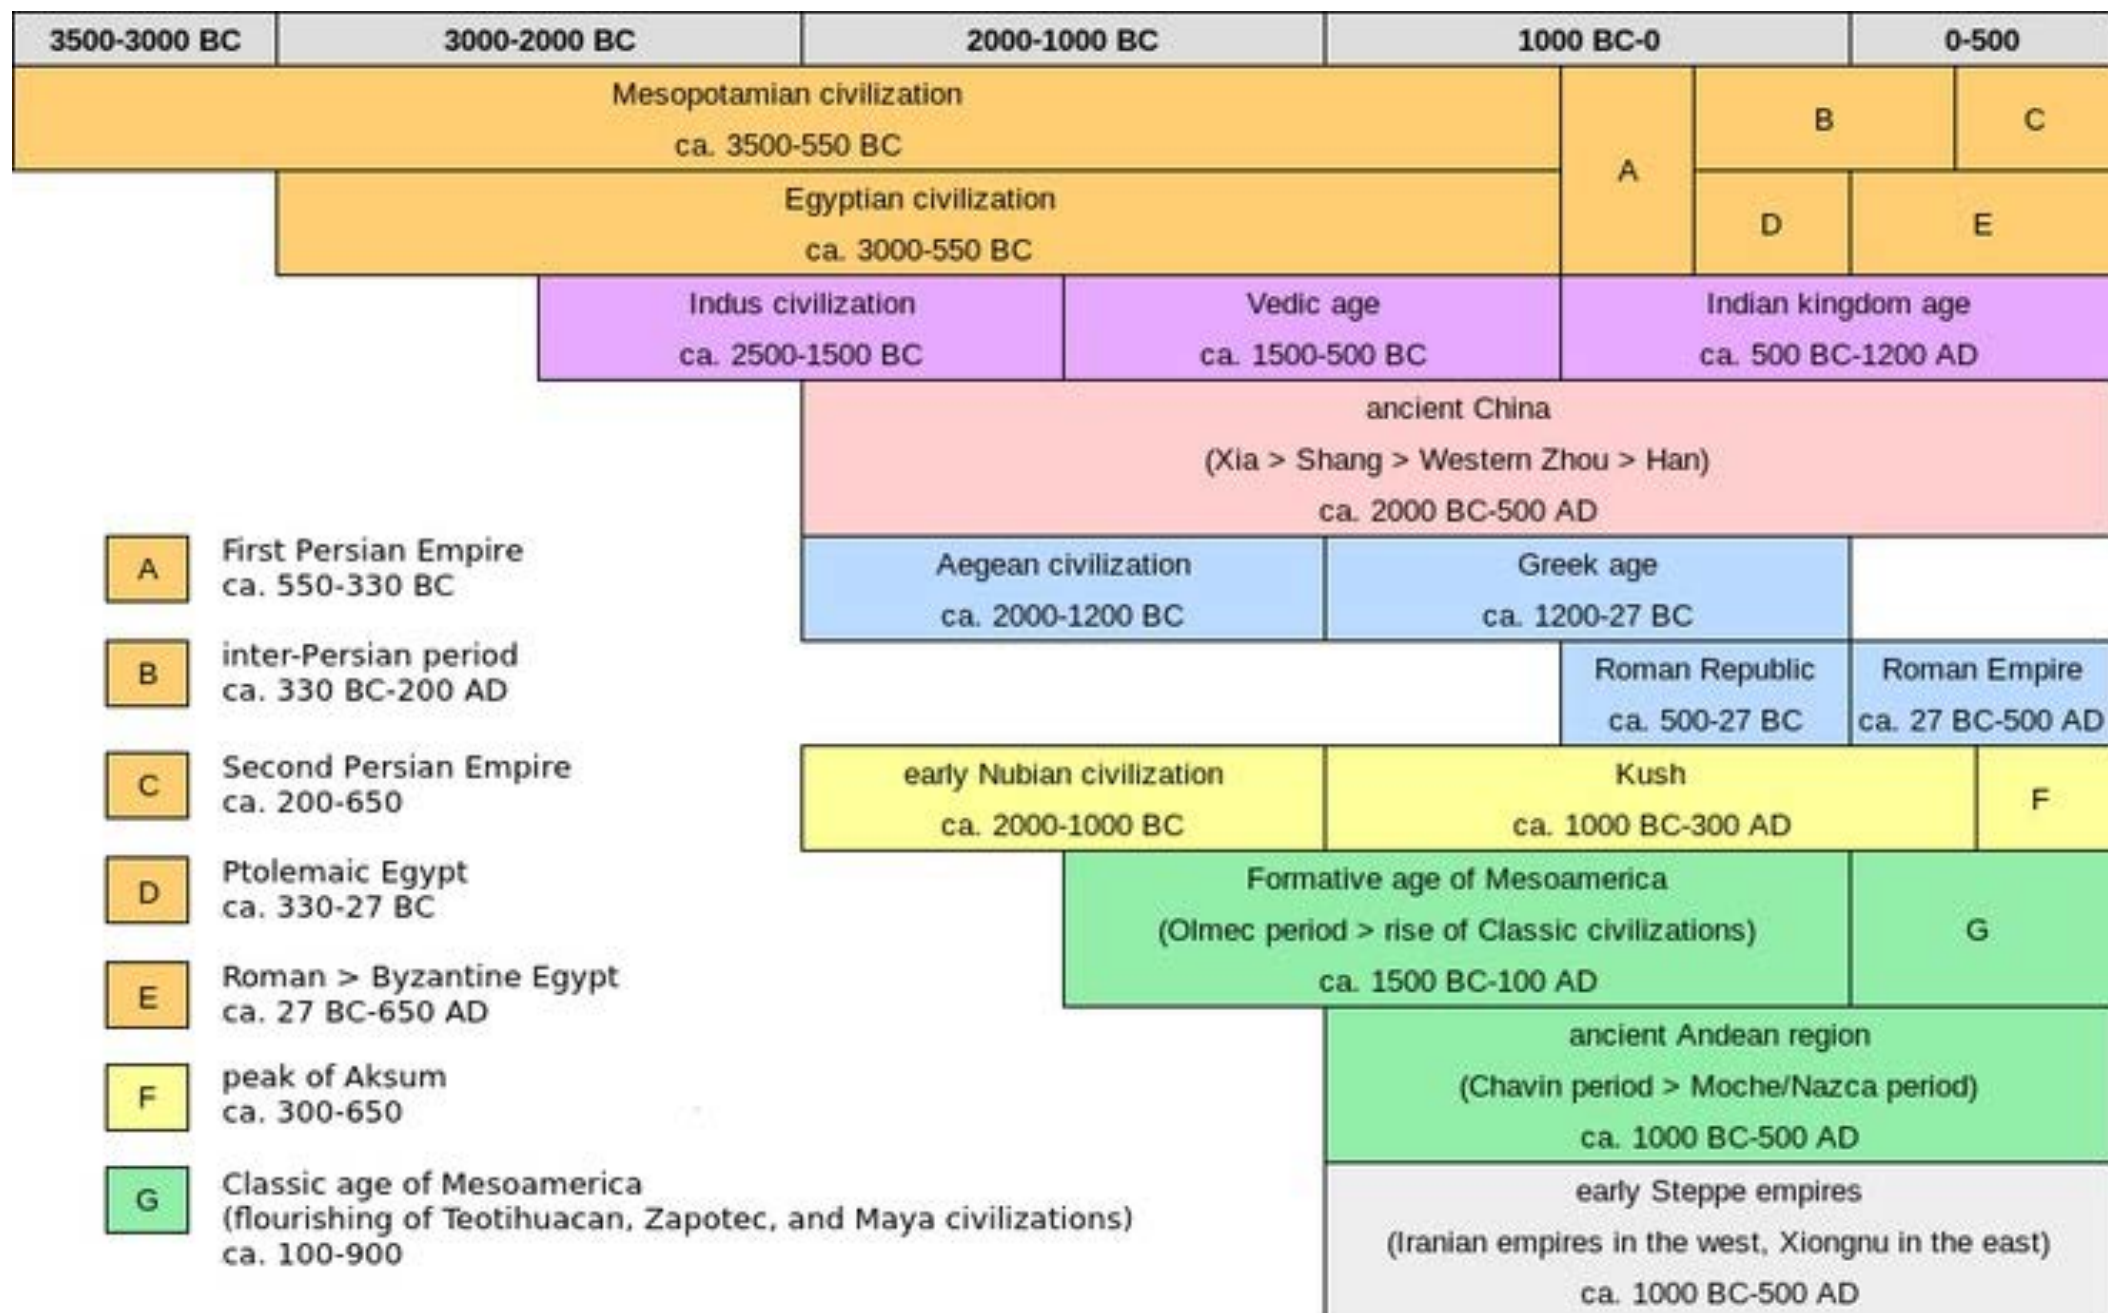 3500-3000 BC
3000-2000 BC
2000-1000 BC
1000 BC-0
0-500
Mesopotamian civilization
ca. 3500-550 BC
A
B
C
Egyptian civilization
ca. 3000-550 BC
D
E
Indus civilization
ca. 2500-1500 BC
Vedic age
ca. 1500-500 BC
Indian kingdom age
ca. 500 BC-1200 AD
ancient China
(Xia > Shang > Western Zhou > Han)
ca. 2000 BC-500 AD
Aegean civilization
ca. 2000-1200 BC
Greek age
ca. 1200-27 BC
Roman Republic
ca. 500-27 BC
Roman Empire
ca. 27 BC-500 AD
early Nubian civilization
ca. 2000-1000 BC
Kush
ca. 1000 BC-300 AD
F
Formative age of Mesoamerica
(Olmec period > rise of Classic civilizations)
ca. 1500 BC-100 AD
G
ancient Andean region
(Chavin period > Moche/Nazca period)
ca. 1000 BC-500 AD
early Steppe empires
(Iranian empires in the west, Xiongnu in the east)
ca. 1000 BC-500 AD
A
First Persian Empire
ca. 550-330 BC
B
inter-Persian period
ca. 330 BC-200 AD
C
Second Persian Empire
ca. 200-650
D
Ptolemaic Egypt
ca. 330-27 BC
E
Roman > Byzantine Egypt
ca. 27 BC-650 AD
F
peak of Aksum
ca. 300-650
G
Classic age of Mesoamerica
(flourishing of Teotihuacan, Zapotec, and Maya civilizations)
ca. 100-900